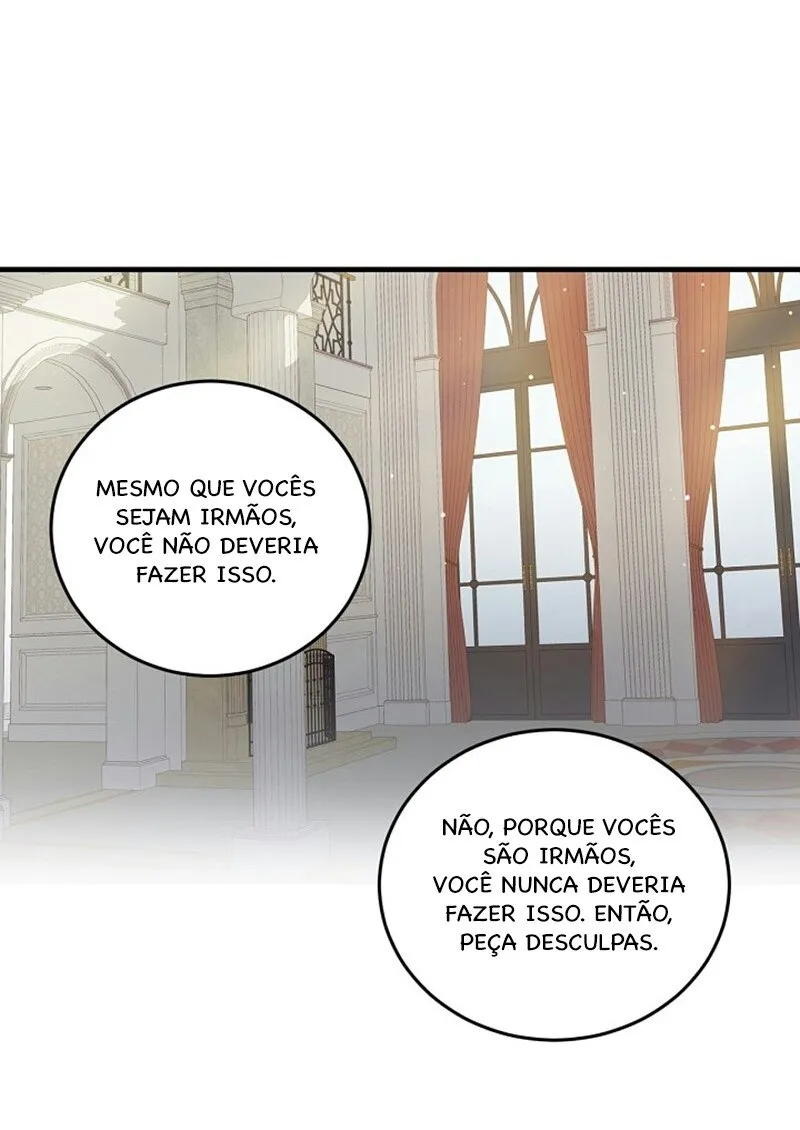 MESMO QUE VOCÊS
SEJAM IRMÃOS,
VOCÊ NÃO DEVERIA
FAZER ISSO.
NÃO, PORQUE VOCÊS
SÃO IRMÃOS,
VOCÊ NUNCA DEVERIA
FAZER ISSO. ENTÃO,
PEÇA DESCULPAS.